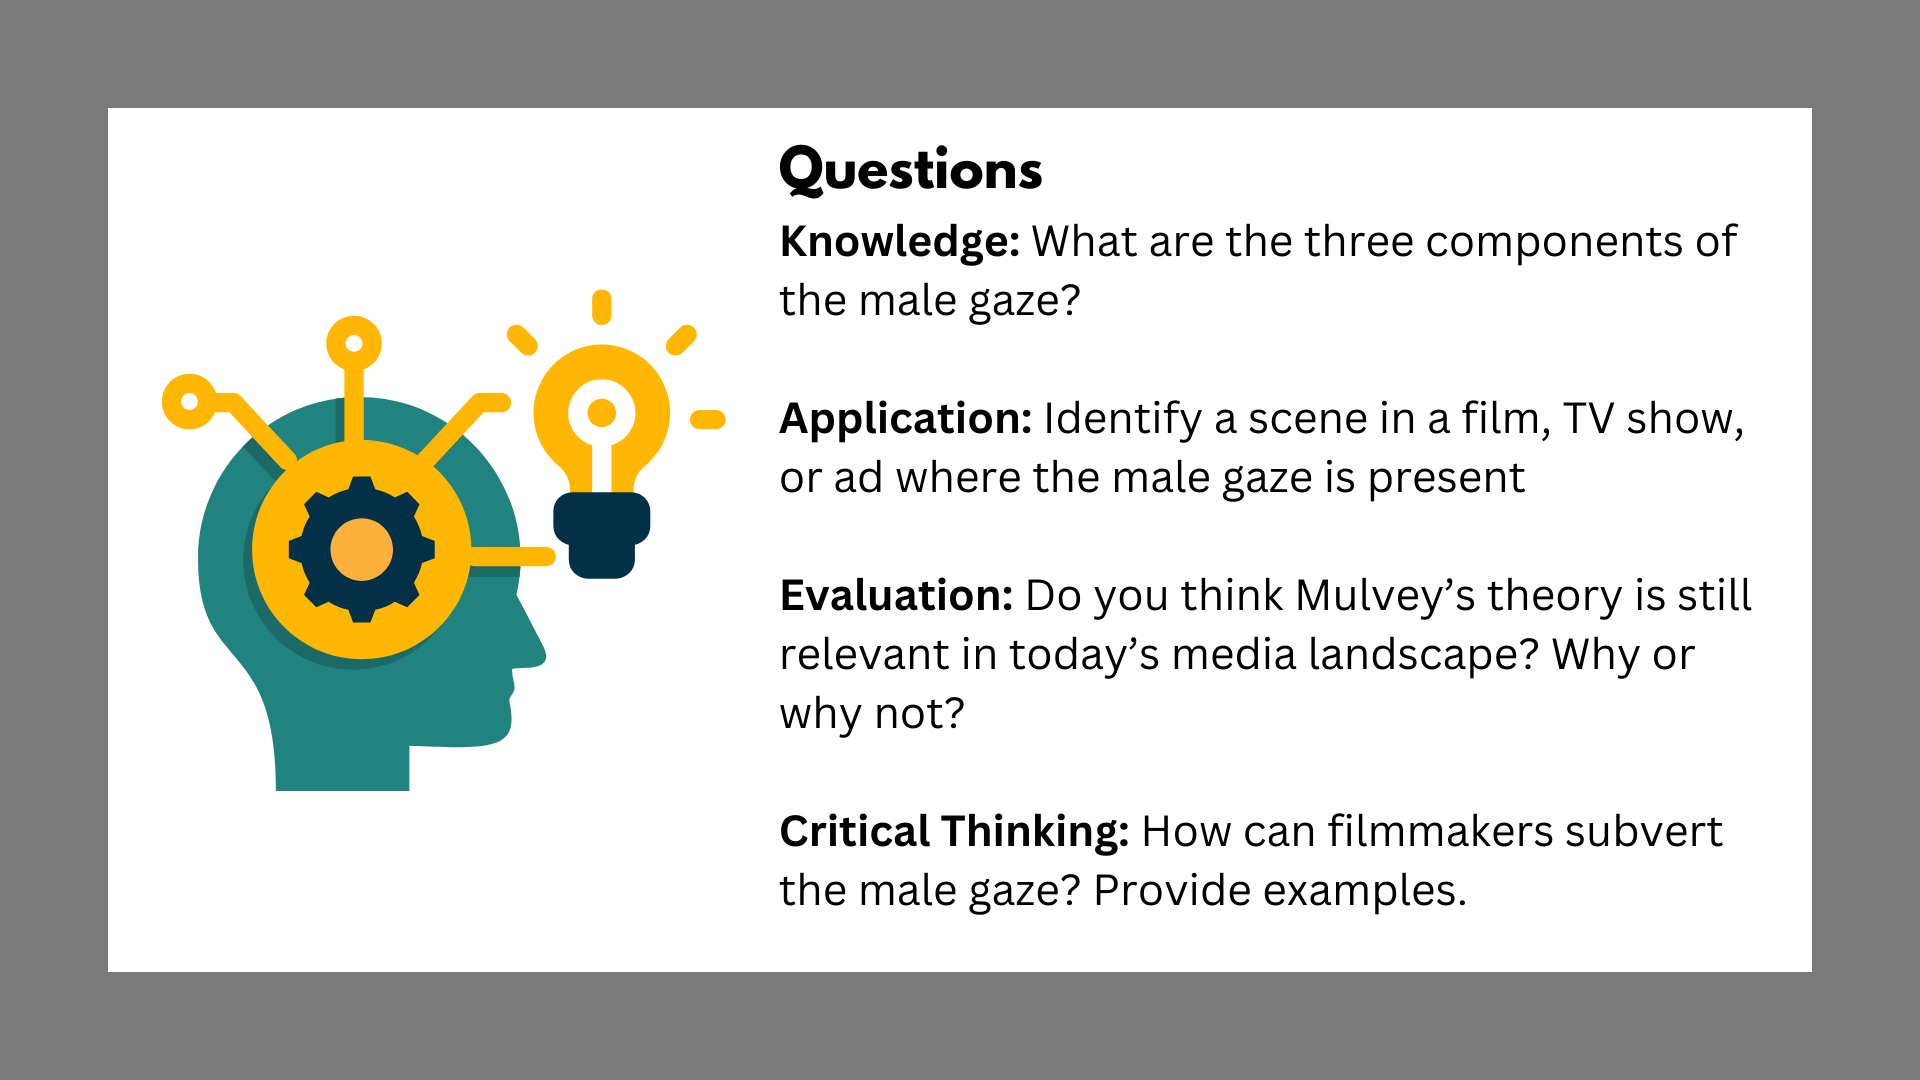 Questions
Knowledge: What are the three components of
the male gaze?
Application: Identify a scene in a film, TV show,
or ad where the male gaze is present
Evaluation: Do you think Mulvey’s theory is still
relevant in today’s media landscape? Why or
why not?
Critical Thinking: How can filmmakers subvert
the male gaze? Provide examples.